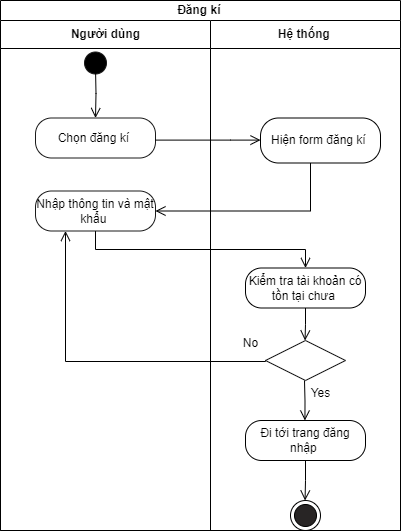 Đăng kí
Người dùng
Hệ thống
Chọn đăng kí
Hiện form đăng kí
Nhập thông tin và mật
khẩu
Kiểm tra tài khoản có
tồn tại chưa
No
Yes
Đi tới trang đăng
nhập